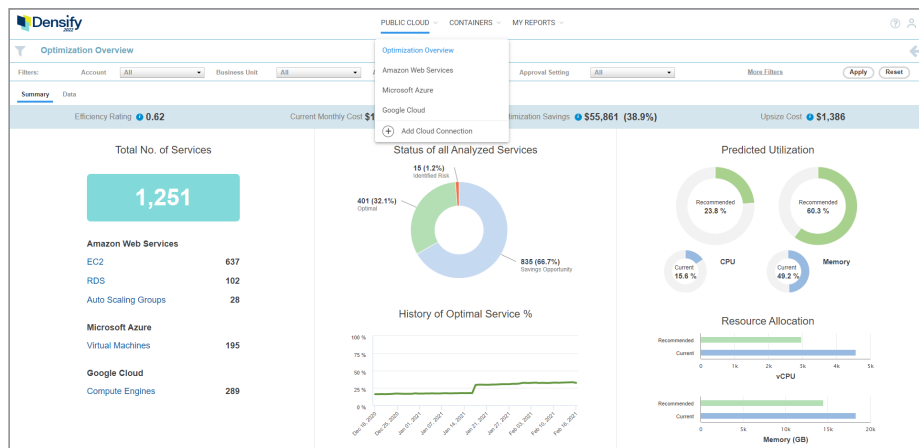 Densify
2022
PUBLIC CLOUD
CONTAINERS
MY REPORTS
Optimization Overview
Optimization Overview
Amazon Web Services
Microsoft Azure
Google Cloud
Add Cloud Connection
Filters:
Account
All
Business Unit
All
Approval Setting
All
More Filters
Apply
Reset
Summary
Data
Efficiency Rating 0.62
Current Monthly Cost $1
timization Savings $55,861 (38.9%)
Upsize Cost $1,386
Total No. of Services
1,251
Amazon Web Services
EC2 637
RDS 102
Auto Scaling Groups 28
Microsoft Azure
Virtual Machines 195
Google Cloud
Compute Engines 289
Status of all Analyzed Services
15 (1.2%)
Identified Risk
401 (32.1%)
Optimal
835 (66.7%)
Savings Opportunity
History of Optimal Service %
100 %
75 %
50 %
25 %
0 %
Dec 18, 2020
Dec 25, 2020
Jan 01, 2021
Jan 07, 2021
Jan 14, 2021
Jan 21, 2021
Jan 27, 2021
Feb 03, 2021
Feb 10, 2021
Feb 16, 2021
Predicted Utilization
Recommended
23.8 %
Recommended
60.3 %
Current
15.6 %
CPU
Current
49.2 %
Memory
Resource Allocation
Recommended
Current
0 1k 2k 3k 4k 5k
vCPU
Recommended
Current
0 5k 10k 15k 20k
Memory (GB)